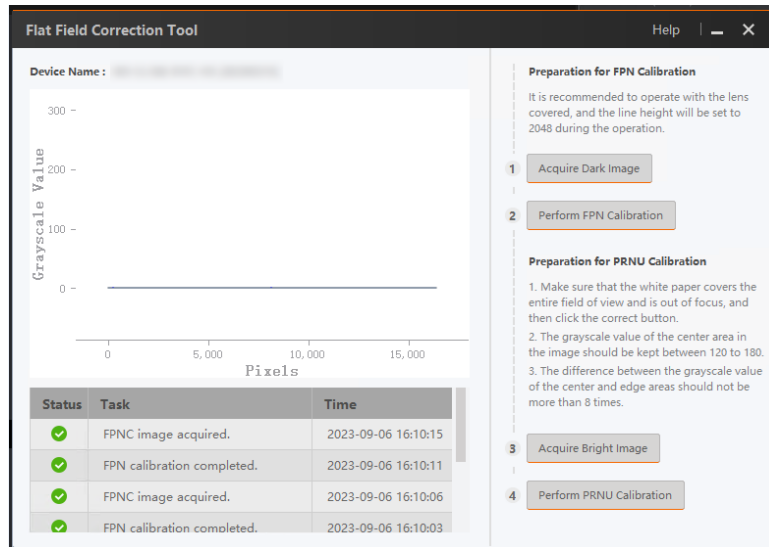 Flat Field Correction Tool
Help
Device Name :
300
200
100
0
Grayscale Value
0
5,000
10,000
15,000
Pixels
Status Task Time
FPNC image acquired. 2023-09-06 16:10:15
FPN calibration completed. 2023-09-06 16:10:11
FPNC image acquired. 2023-09-06 16:10:06
FPN calibration completed. 2023-09-06 16:10:03
Preparation for FPN Calibration
It is recommended to operate with the lens
covered, and the line height will be set to
2048 during the operation.
1 Acquire Dark Image
2 Perform FPN Calibration
Preparation for PRNU Calibration
1. Make sure that the white paper covers the
entire field of view and is out of focus, and
then click the correct button.
2. The grayscale value of the center area in
the image should be kept between 120 to 180.
3. The difference between the grayscale value
of the center and edge areas should not be
more than 8 times.
3 Acquire Bright Image
4 Perform PRNU Calibration